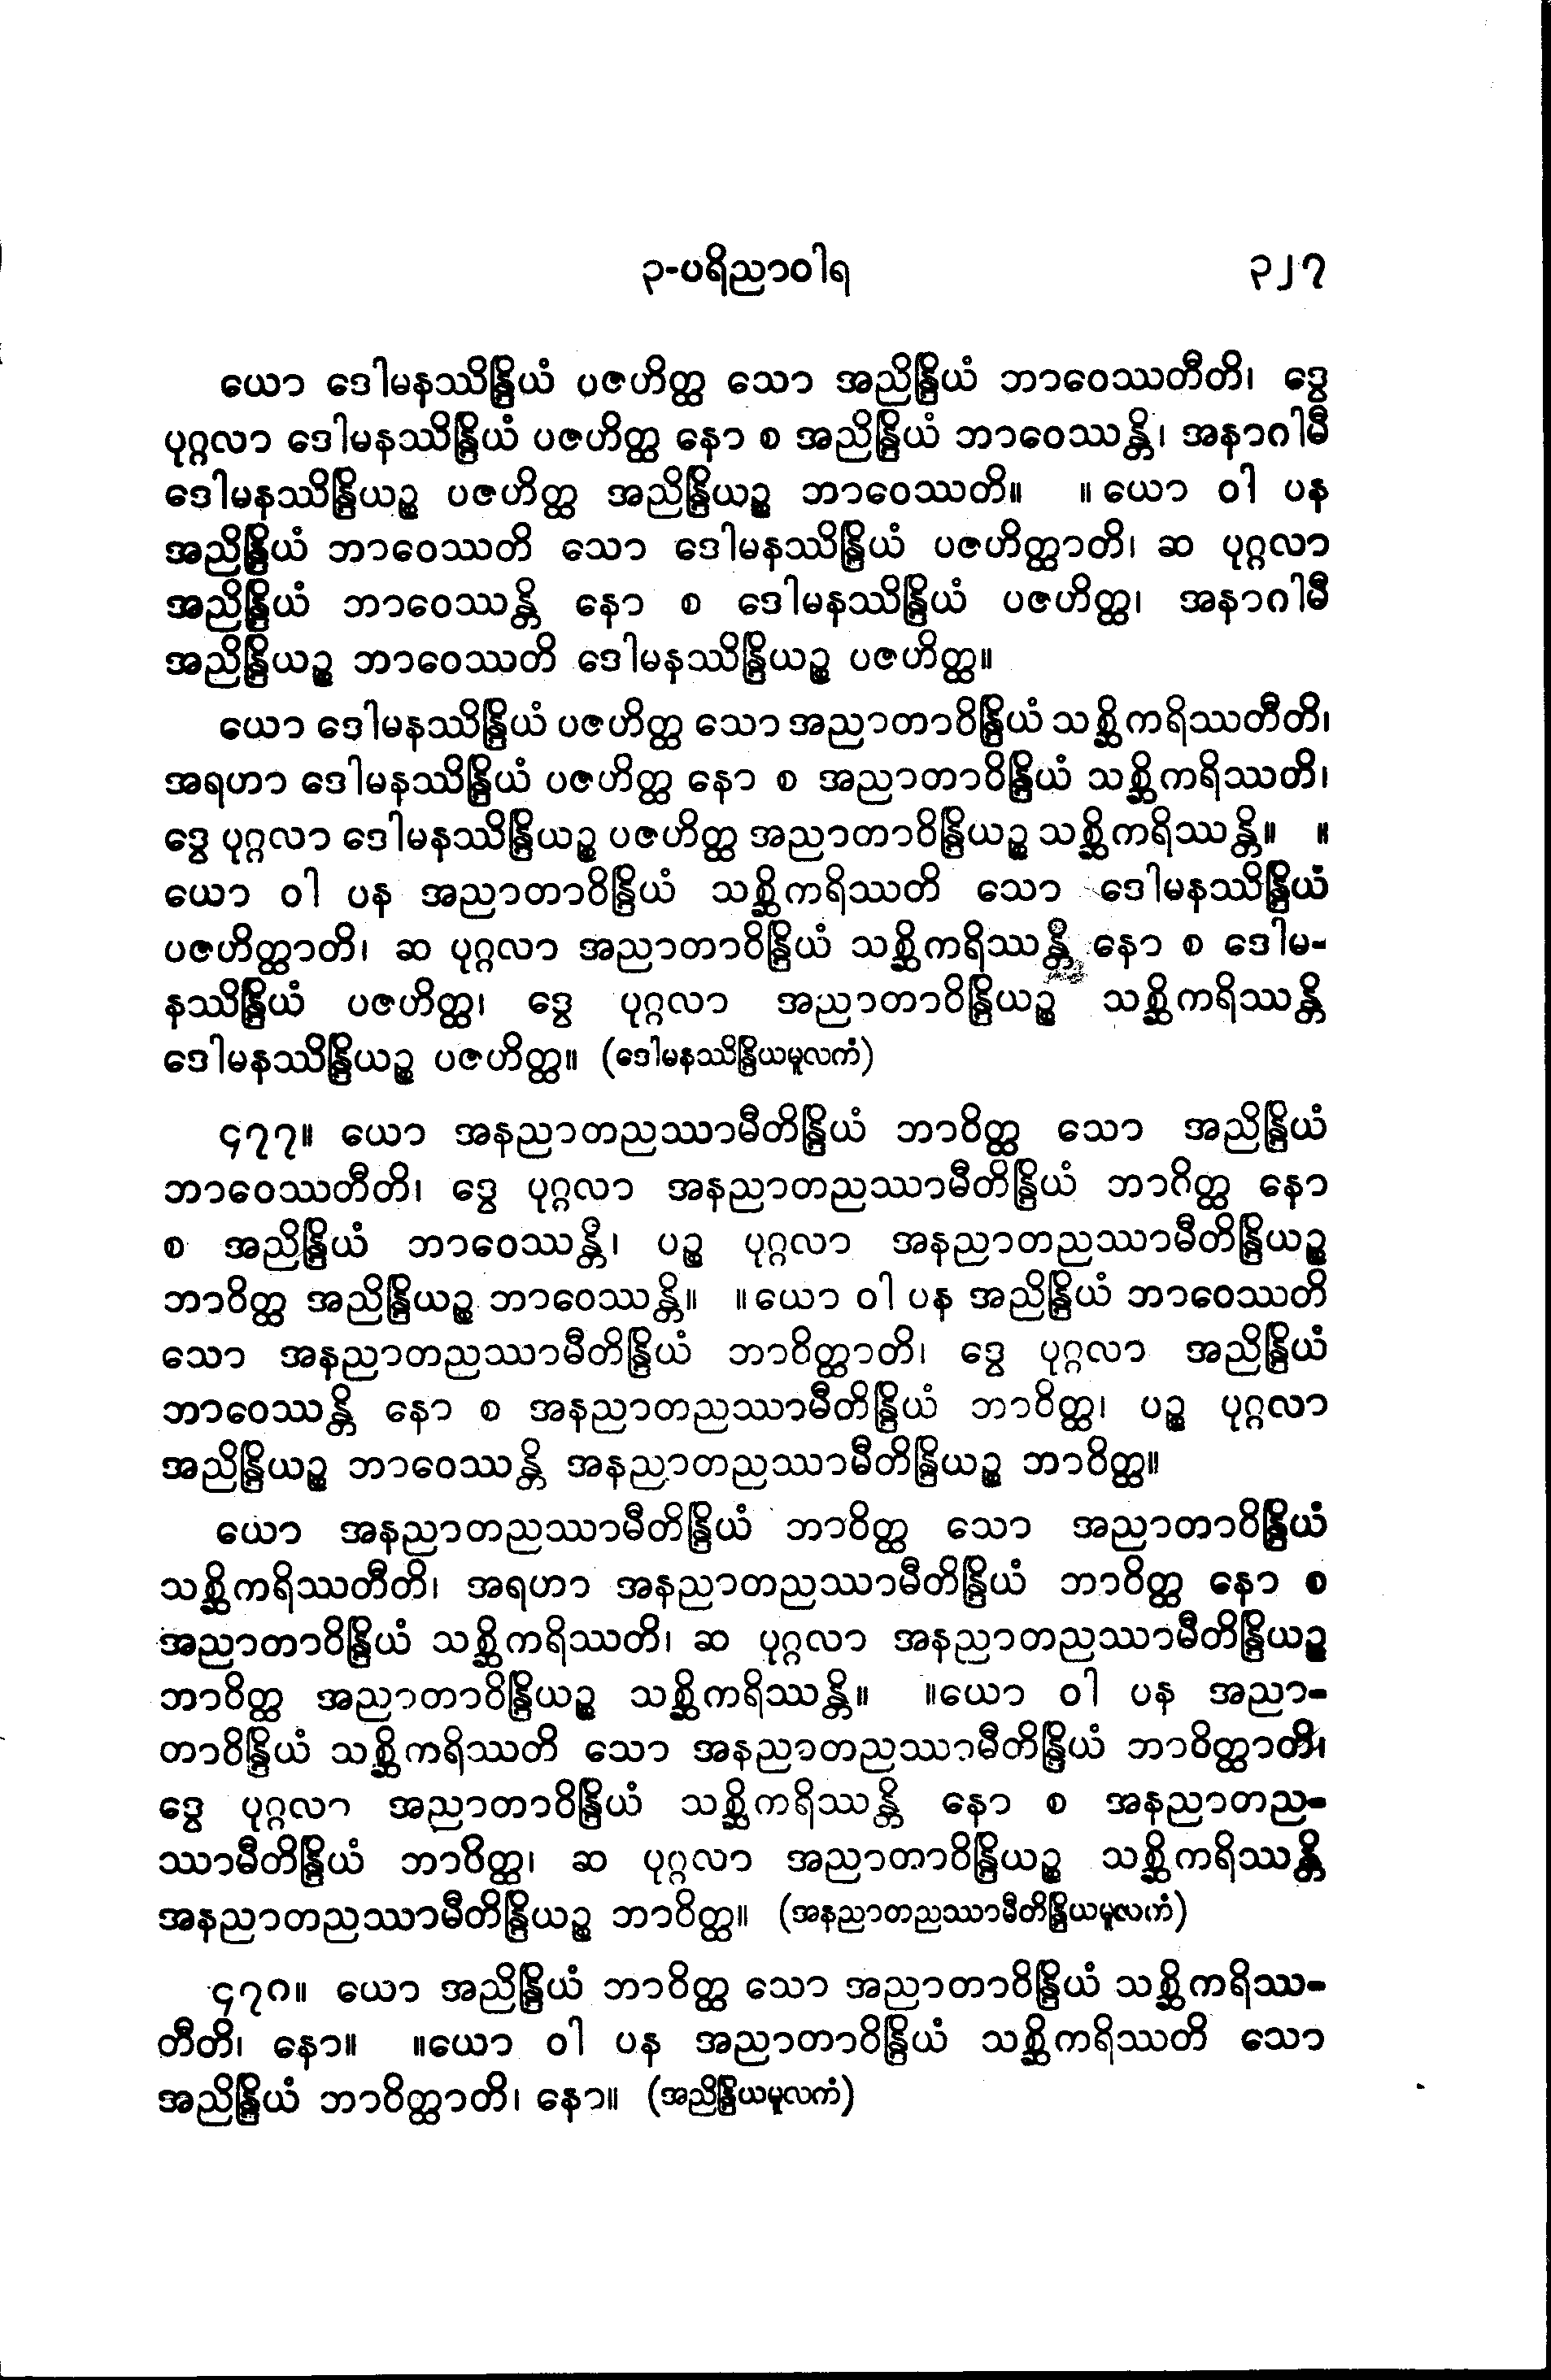 ၃-ပရိညာဝါရ ၃၂၇
ယော ဒေါမနဿိန္ဒြိယံ ပဇဟိတ္ထ သော အညိန္ဒြိယံ ဘာဝေဿတီတိ၊ ဒွေ
ပုဂ္ဂလာ ဒေါမနဿိန္ဒြိယံ ပဇဟိတ္ထ နော စ အညိန္ဒြိယံ ဘာဝေဿန္တိ၊ အနာဂါမီ
ဒေါမနဿိန္ဒြိယဉ္စ ပဇဟိတ္ထ အညိန္ဒြိယဉ္စ ဘာဝေဿတိ။ ။ ယော ဝါ ပန
အညိန္ဒြိယံ ဘာဝေဿတိ သော ဒေါမနဿိန္ဒြိယံ ပဇဟိတ္ထာတိ၊ ဆ ပုဂ္ဂလာ
အညိန္ဒြိယံ ဘာဝေဿန္တိ နော စ ဒေါမနဿိန္ဒြိယံ ပဇဟိတ္ထ၊ အနာဂါမီ
အညိန္ဒြိယဉ္စ ဘာဝေဿတိ ဒေါမနဿိန္ဒြိယဉ္စ ပဇဟိတ္ထ။
ယော ဒေါမနဿိန္ဒြိယံ ပဇဟိတ္ထ သော အညာတာဝိန္ဒြိယံ သစ္ဆိကရိဿတီတိ၊
အရဟာ ဒေါမနဿိန္ဒြိယံ ပဇဟိတ္ထ နော စ အညာတာဝိန္ဒြိယံ သစ္ဆိကရိဿတိ၊
ဒွေ ပုဂ္ဂလာ ဒေါမနဿိန္ဒြိယဉ္စ ပဇဟိတ္ထ အညာတာဝိန္ဒြိယဉ္စ သစ္ဆိကရိဿန္တိ။ ။
ယော ဝါ ပန အညာတာဝိန္ဒြိယံ သစ္ဆိကရိဿတိ သော ဒေါမနဿိန္ဒြိယံ
ပဇဟိတ္ထာတိ၊ ဆ ပုဂ္ဂလာ အညာတာဝိန္ဒြိယံ သစ္ဆိကရိဿန္တိ နော စ ဒေါမ-
နဿိန္ဒြိယံ ပဇဟိတ္ထ၊ ဒွေ ပုဂ္ဂလာ အညာတာဝိန္ဒြိယဉ္စ သစ္ဆိကရိဿန္တိ
ဒေါမနဿိန္ဒြိယဉ္စ ပဇဟိတ္ထ။ (ဒေါမနဿိန္ဒြိယမူလကံ)
၄၇၇။ ယော အနညာတညဿာမီတိန္ဒြိယံ ဘာဝိတ္ထ သော အညိန္ဒြိယံ
ဘာဝေဿတီတိ၊ ဒွေ ပုဂ္ဂလာ အနညာတညဿာမီတိန္ဒြိယံ ဘာဝိတ္ထ နော
စ အညိန္ဒြိယံ ဘာဝေဿန္တိ၊ ပဉ္စ ပုဂ္ဂလာ အနညာတညဿာမီတိန္ဒြိယဉ္စ
ဘာဝိတ္ထ အညိန္ဒြိယဉ္စ ဘာဝေဿန္တိ။ ။ ယော ဝါ ပန အညိန္ဒြိယံ ဘာဝေဿတိ
သော အနညာတညဿာမီတိန္ဒြိယံ ဘာဝိတ္ထာတိ၊ ဒွေ ပုဂ္ဂလာ အညိန္ဒြိယံ
ဘာဝေဿန္တိ နော စ အနညာတညဿာမီတိန္ဒြိယံ ဘာဝိတ္ထ၊ ပဉ္စ ပုဂ္ဂလာ
အညိန္ဒြိယဉ္စ ဘာဝေဿန္တိ အနညာတညဿာမီတိန္ဒြိယဉ္စ ဘာဝိတ္ထ။
ယော အနညာတညဿာမီတိန္ဒြိယံ ဘာဝိတ္ထ သော အညာတာဝိန္ဒြိယံ
သစ္ဆိကရိဿတီတိ၊ အရဟာ အနညာတညဿာမီတိန္ဒြိယံ ဘာဝိတ္ထ နော စ
အညာတာဝိန္ဒြိယံ သစ္ဆိကရိဿတိ၊ ဆ ပုဂ္ဂလာ အနညာတညဿာမီတိန္ဒြိယဉ္စ
ဘာဝိတ္ထ အညာတာဝိန္ဒြိယဉ္စ သစ္ဆိကရိဿန္တိ။ ။ယော ဝါ ပန အညာ-
တာဝိန္ဒြိယံ သစ္ဆိကရိဿတိ သော အနညာတညဿာမီတိန္ဒြိယံ ဘာဝိတ္ထာတိ၊
ဒွေ ပုဂ္ဂလာ အညာတာဝိန္ဒြိယံ သစ္ဆိကရိဿန္တိ နော စ အနညာတည-
ဿာမီတိန္ဒြိယံ ဘာဝိတ္ထ၊ ဆ ပုဂ္ဂလာ အညာတာဝိန္ဒြိယဉ္စ သစ္ဆိကရိဿန္တိ
အနညာတညဿာမီတိန္ဒြိယဉ္စ ဘာဝိတ္ထ။ (အနညာတညဿာမီတိန္ဒြိယမူလကံ)
၄၇၈။ ယော အညိန္ဒြိယံ ဘာဝိတ္ထ သော အညာတာဝိန္ဒြိယံ သစ္ဆိကရိဿ-
တီတိ၊ နော။ ။ယော ဝါ ပန အညာတာဝိန္ဒြိယံ သစ္ဆိကရိဿတိ သော
အညိန္ဒြိယံ ဘာဝိတ္ထာတိ၊ နော။ (အညိန္ဒြိယမူလကံ)